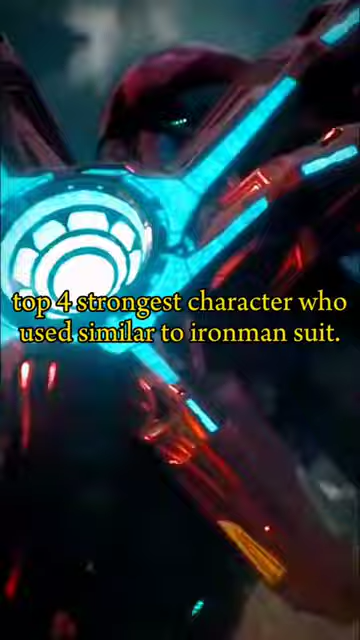 top 4 strongest character who
used similar to ironman suit.